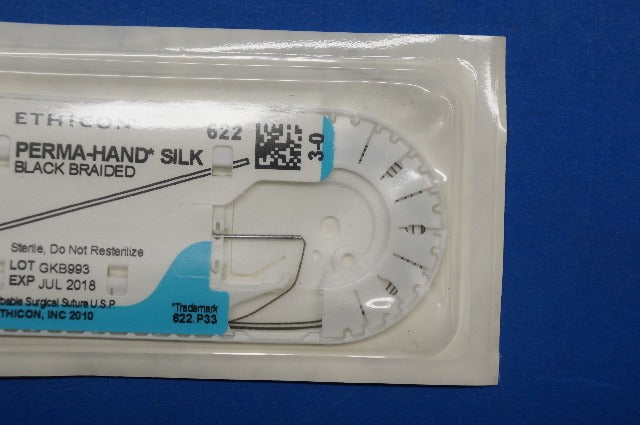 ETHICON
622
3-0
PERMA-HAND* SILK
BLACK BRAIDED
Sterile, Do Not Resterilize
LOT GKB993
EXP JUL 2018
Surgical Suture U.S.P.
INC 2010
*Trademark
622.P33